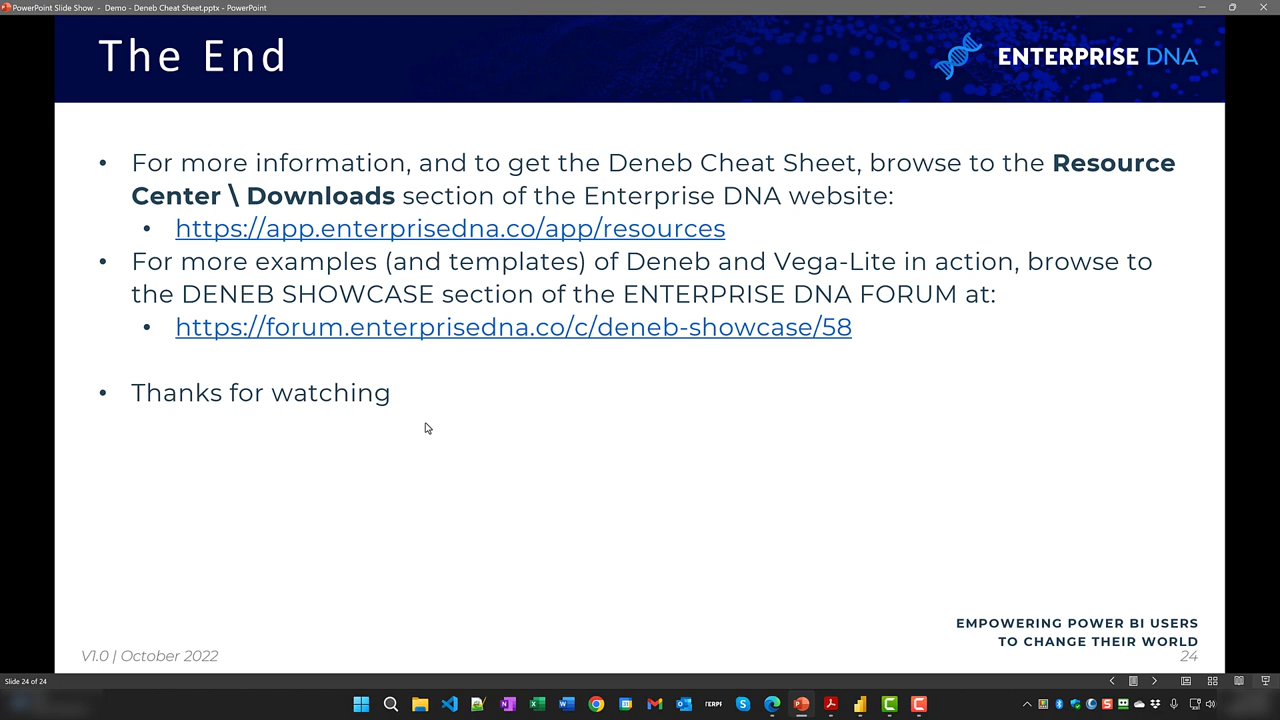 PowerPoint Slide Show - Demo - Deneb Cheat Sheet.pptx - PowerPoint
The End
ENTERPRISE DNA
• For more information, and to get the Deneb Cheat Sheet, browse to the Resource
Center \ Downloads section of the Enterprise DNA website:
• https://app.enterprisedna.co/app/resources
• For more examples (and templates) of Deneb and Vega-Lite in action, browse to
the DENEB SHOWCASE section of the ENTERPRISE DNA FORUM at:
• https://forum.enterprisedna.co/c/deneb-showcase/58
• Thanks for watching
EMPOWERING POWER BI USERS
TO CHANGE THEIR WORLD
V1.0 | October 2022
24
Slide 24 of 24